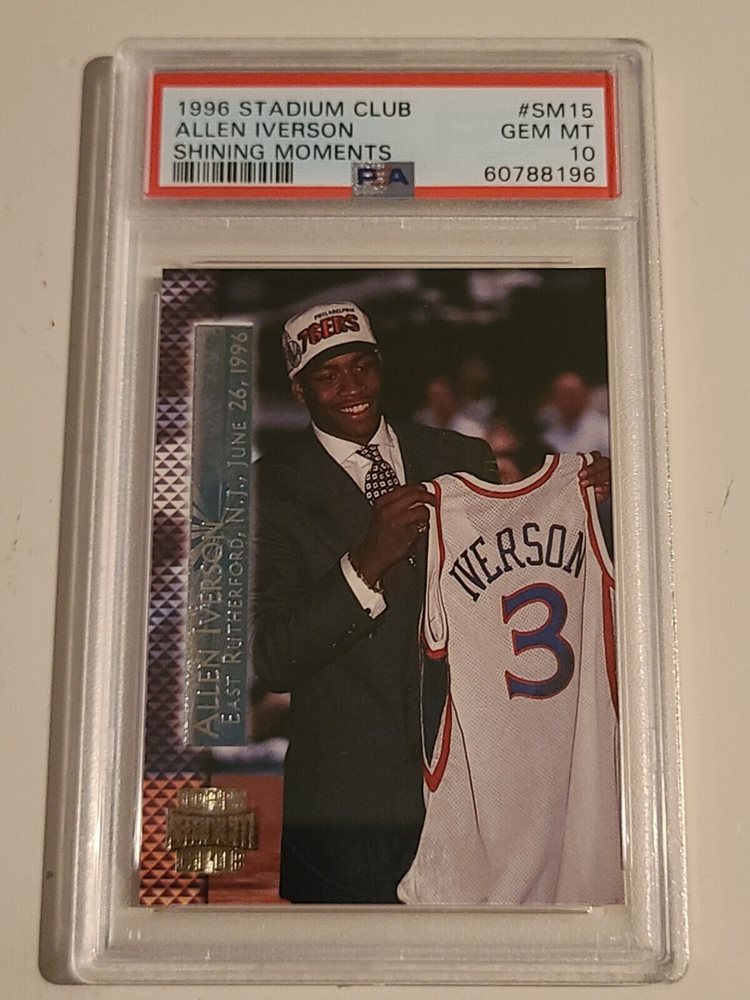 1996 STADIUM CLUB #SM15
ALLEN IVERSON GEM MT
SHINING MOMENTS 10
60788196
PHILADELPHIA
76ERS
ALLEN IVERSON
EAST RUTHERFORD, N.J., JUNE 26, 1996
IVERSON
3